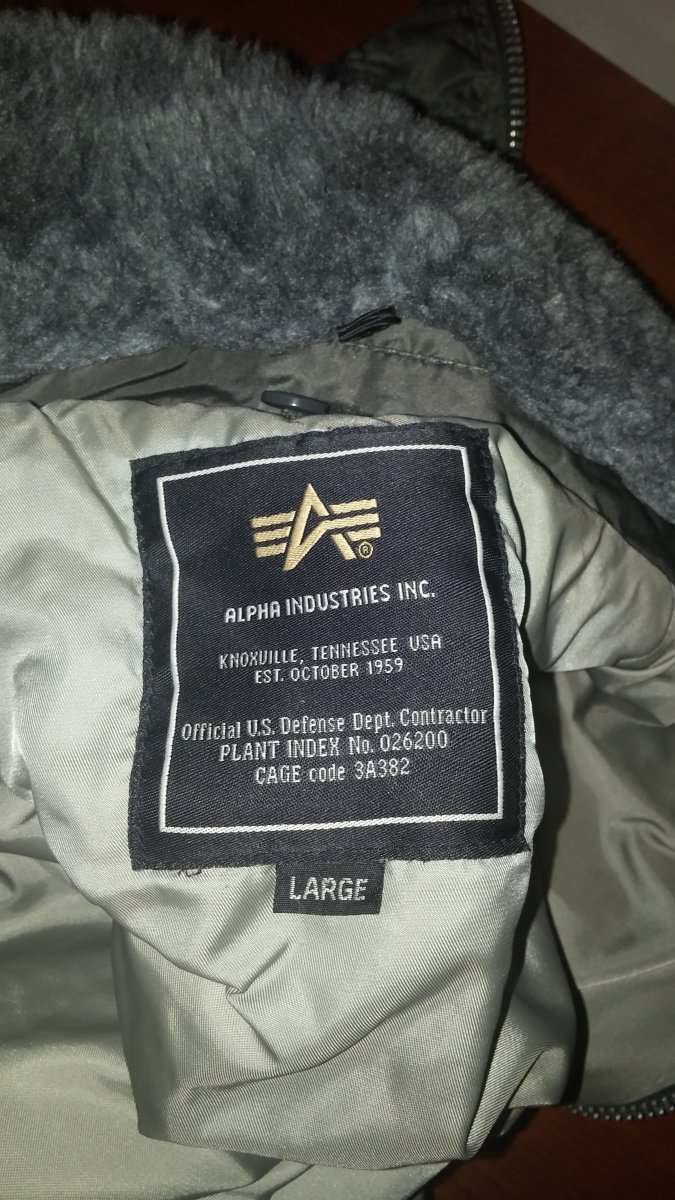 ®
ALPHA INDUSTRIES INC.
KNOXVILLE, TENNESSEE USA
EST. OCTOBER 1959
Official U.S. Defense Dept. Contractor
PLANT INDEX No. 026200
CAGE code 3A382
LARGE